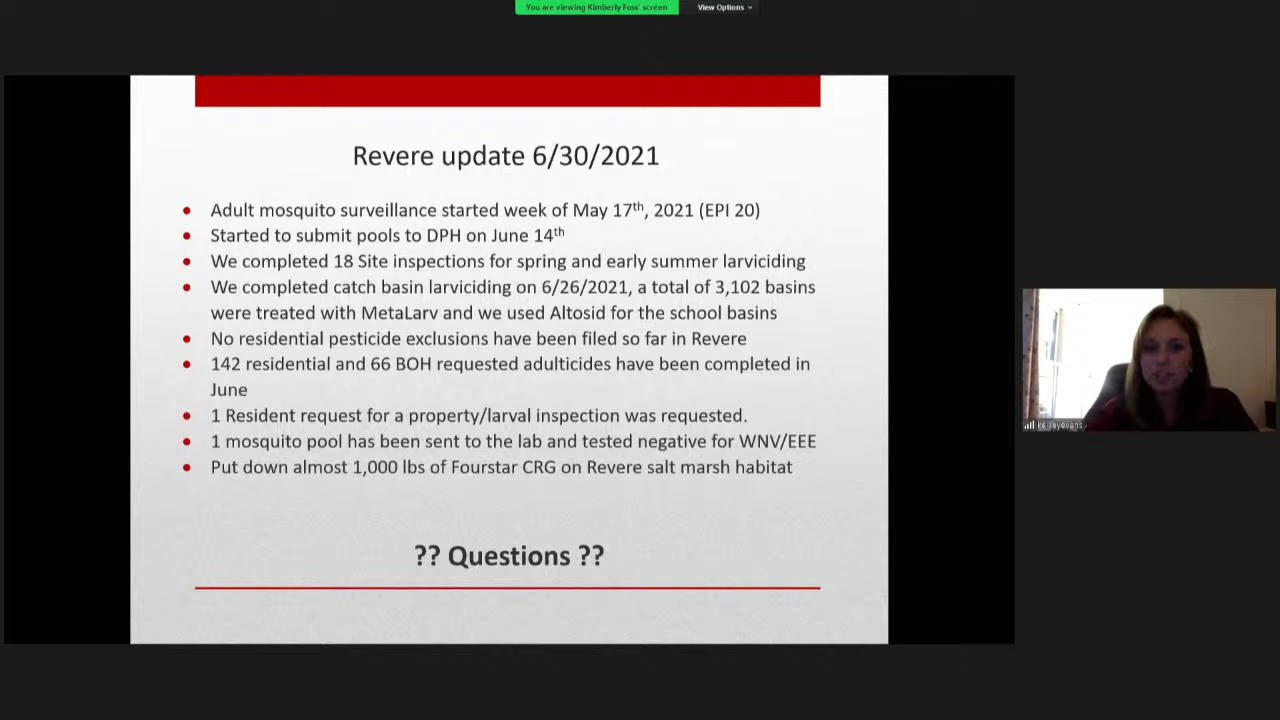 You are viewing Kimberly Foss' screen
View Options
Revere update 6/30/2021
• Adult mosquito surveillance started week of May 17th, 2021 (EPI 20)
• Started to submit pools to DPH on June 14th
• We completed 18 Site inspections for spring and early summer larviciding
• We completed catch basin larviciding on 6/26/2021, a total of 3,102 basins
were treated with MetaLarv and we used Altosid for the school basins
• No residential pesticide exclusions have been filed so far in Revere
• 142 residential and 66 BOH requested adulticides have been completed in
June
• 1 Resident request for a property/larval inspection was requested.
• 1 mosquito pool has been sent to the lab and tested negative for WNV/EEE
• Put down almost 1,000 lbs of Fourstar CRG on Revere salt marsh habitat
?? Questions ??